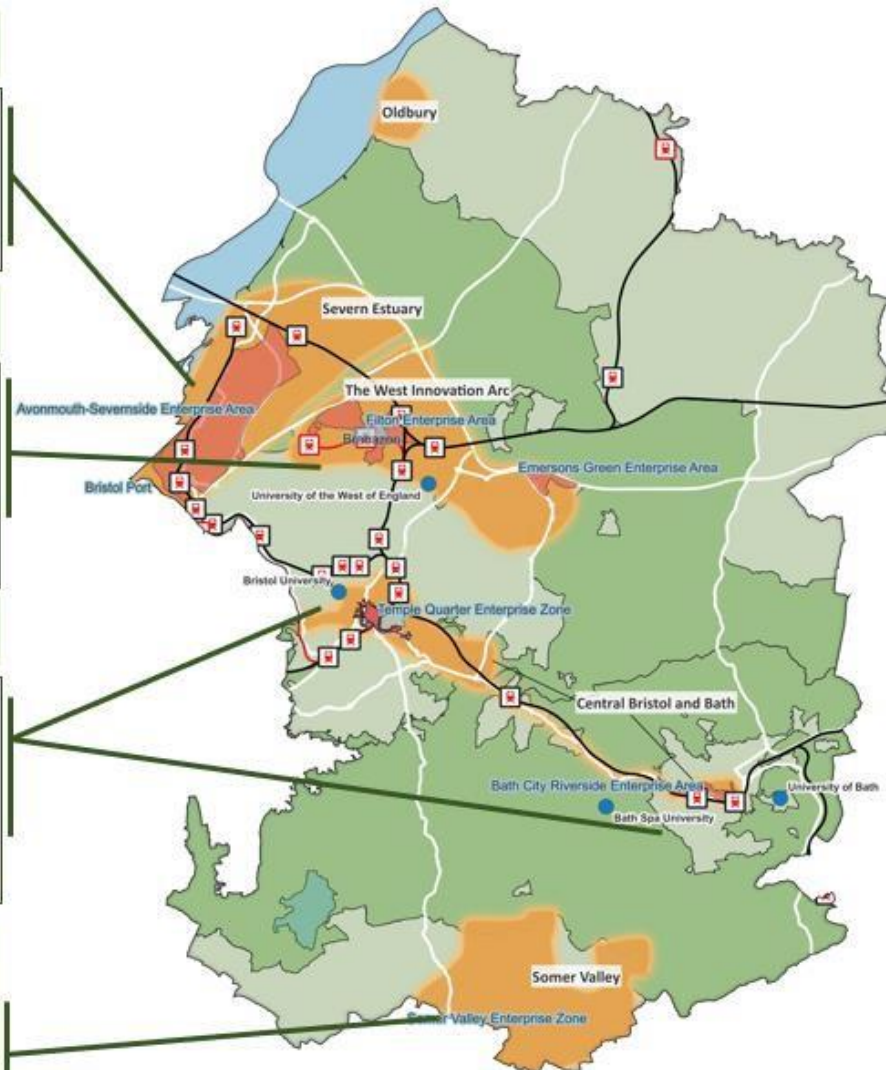 Oldbury
Severn Estuary
The West Innovation Arc
Avonmouth-Severnside Enterprise Area
Filton Enterprise Area
Brabazon
Emersons Green Enterprise Area
Bristol Port
University of the West of England
Bristol University
Temple Quarter Enterprise Zone
Central Bristol and Bath
Bath City Riverside Enterprise Area
University of Bath
Bath Spa University
Somer Valley
Somer Valley Enterprise Zone